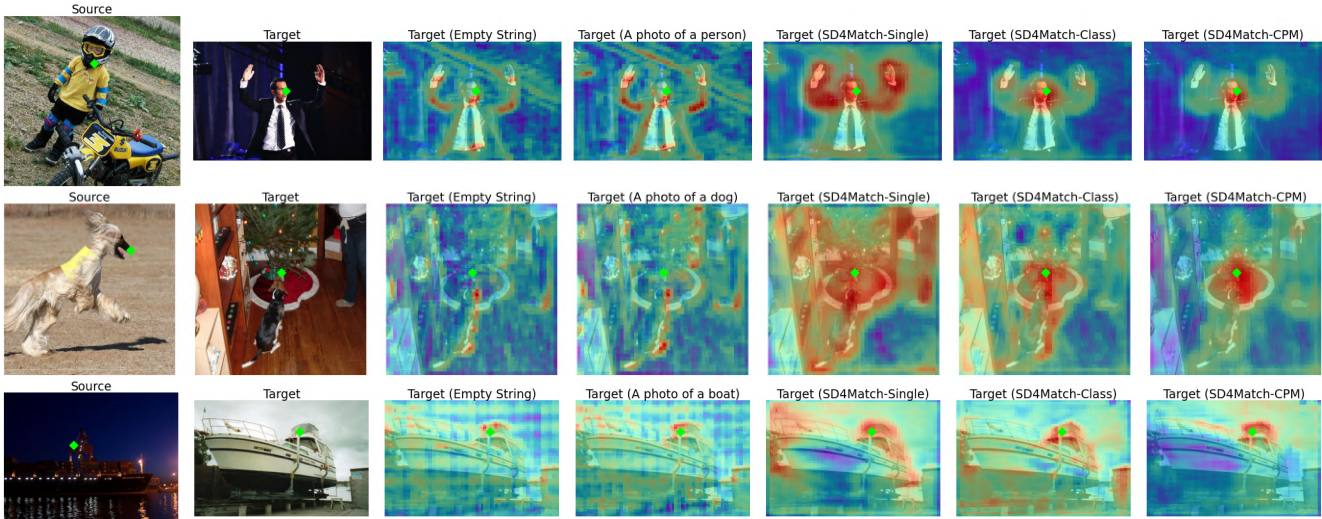 Source
Target
Target (Empty String)
Target (A photo of a person)
Target (SD4Match-Single)
Target (SD4Match-Class)
Target (SD4Match-CPM)
Source
Target
Target (Empty String)
Target (A photo of a dog)
Target (SD4Match-Single)
Target (SD4Match-Class)
Target (SD4Match-CPM)
Source
Target
Target (Empty String)
Target (A photo of a boat)
Target (SD4Match-Single)
Target (SD4Match-Class)
Target (SD4Match-CPM)